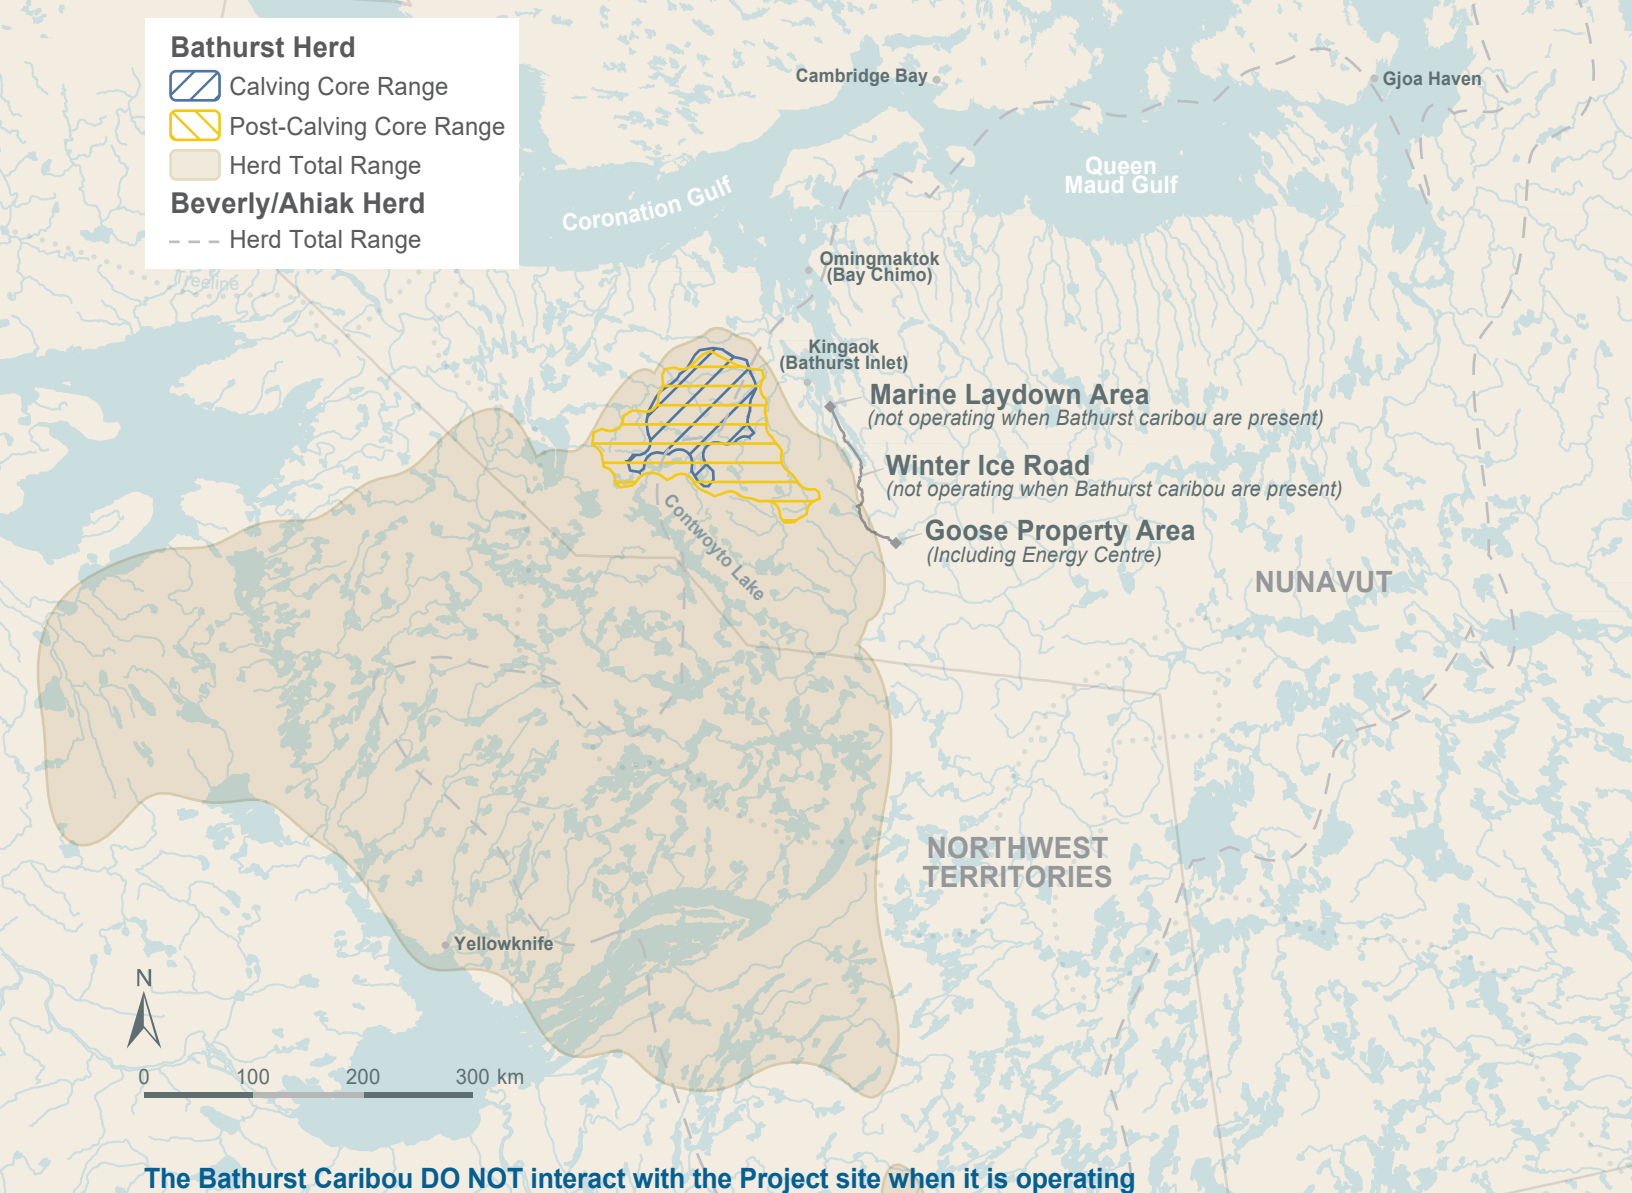 Bathurst Herd
Calving Core Range
Post-Calving Core Range
Herd Total Range
Beverly/Ahiak Herd
Herd Total Range
Treeline
Cambridge Bay
Gjoa Haven
Queen
Maud Gulf
Coronation Gulf
Omingmaktok
(Bay Chimo)
Kingaok
(Bathurst Inlet)
Marine Laydown Area
(not operating when Bathurst caribou are present)
Winter Ice Road
(not operating when Bathurst caribou are present)
Contwoyto Lake
Goose Property Area
(Including Energy Centre)
NUNAVUT
NORTHWEST
TERRITORIES
Yellowknife
N
0 100 200 300 km
The Bathurst Caribou DO NOT interact with the Project site when it is operating